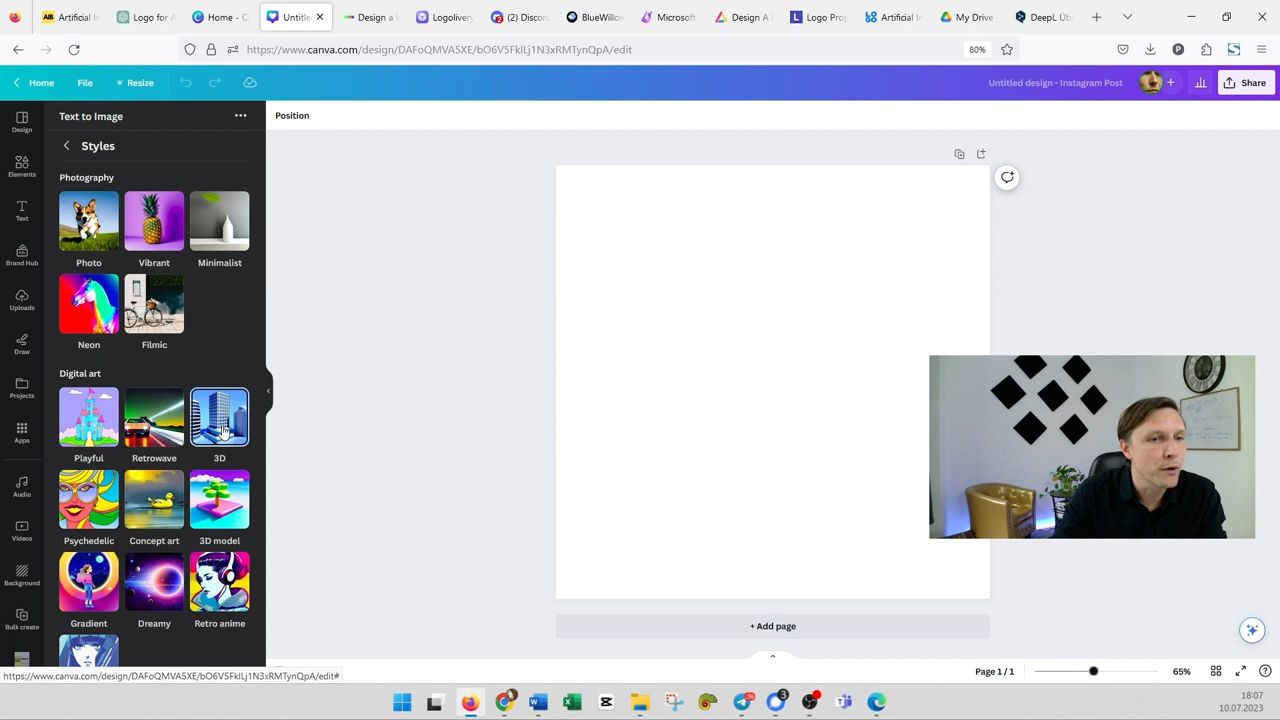 Artificial In
Logo for A
Home - C
Untitle
Design a l
Logolivery
(2) Discord
BlueWillow
Microsoft
Design A
Logo Prop
Artificial In
My Drive
DeepL Üb
https://www.canva.com/design/DAFoQMVA5XE/bO6V5FklLj1N3xRMTynQpA/edit
80%
Home
File
Resize
Untitled design - Instagram Post
Share
Text to Image
Position
Design
Styles
Elements
Photography
Text
Photo
Vibrant
Minimalist
Brand Hub
Uploads
Neon
Filmic
Draw
Digital art
Projects
Apps
Playful
Retrowave
3D
Audio
Videos
Psychedelic
Concept art
3D model
Background
Bulk create
Gradient
Dreamy
Retro anime
+ Add page
https://www.canva.com/design/DAFoQMVA5XE/bO6V5FklLj1N3xRMTynQpA/edit#
Page 1 / 1
65%
18:07
10.07.2023